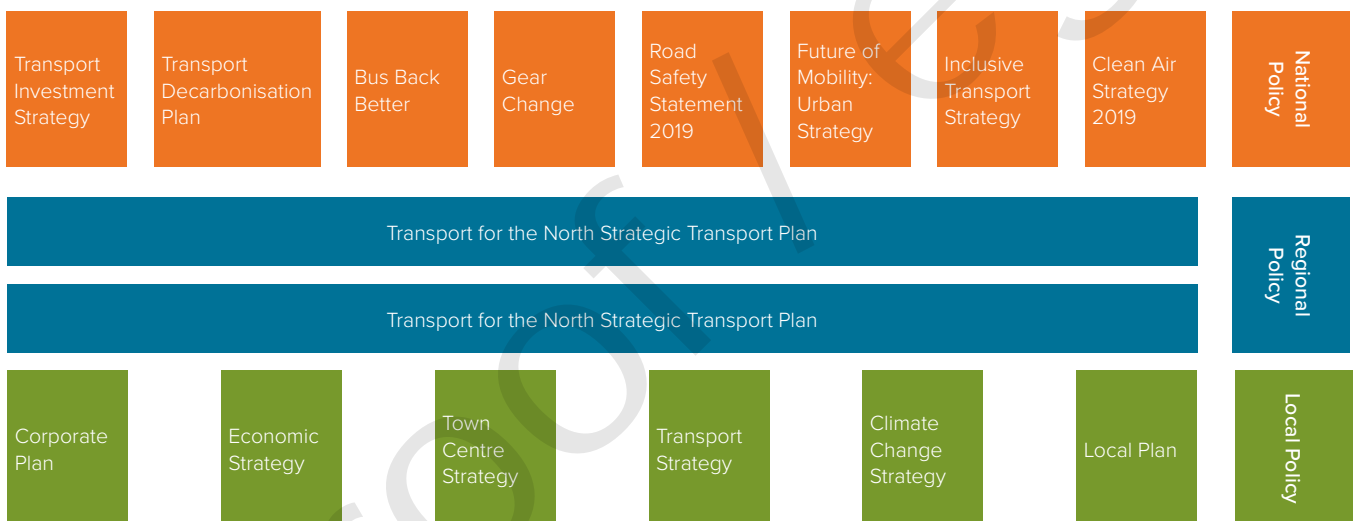 Transport
Investment
Strategy
Transport
Decarbonisation
Plan
Bus Back
Better
Gear
Change
Road
Safety
Statement
2019
Future of
Mobility:
Urban
Strategy
Inclusive
Transport
Strategy
Clean Air
Strategy
2019
National
Policy
Transport for the North Strategic Transport Plan
Transport for the North Strategic Transport Plan
Regional
Policy
Corporate
Plan
Economic
Strategy
Town
Centre
Strategy
Transport
Strategy
Climate
Change
Strategy
Local Plan
Local Policy